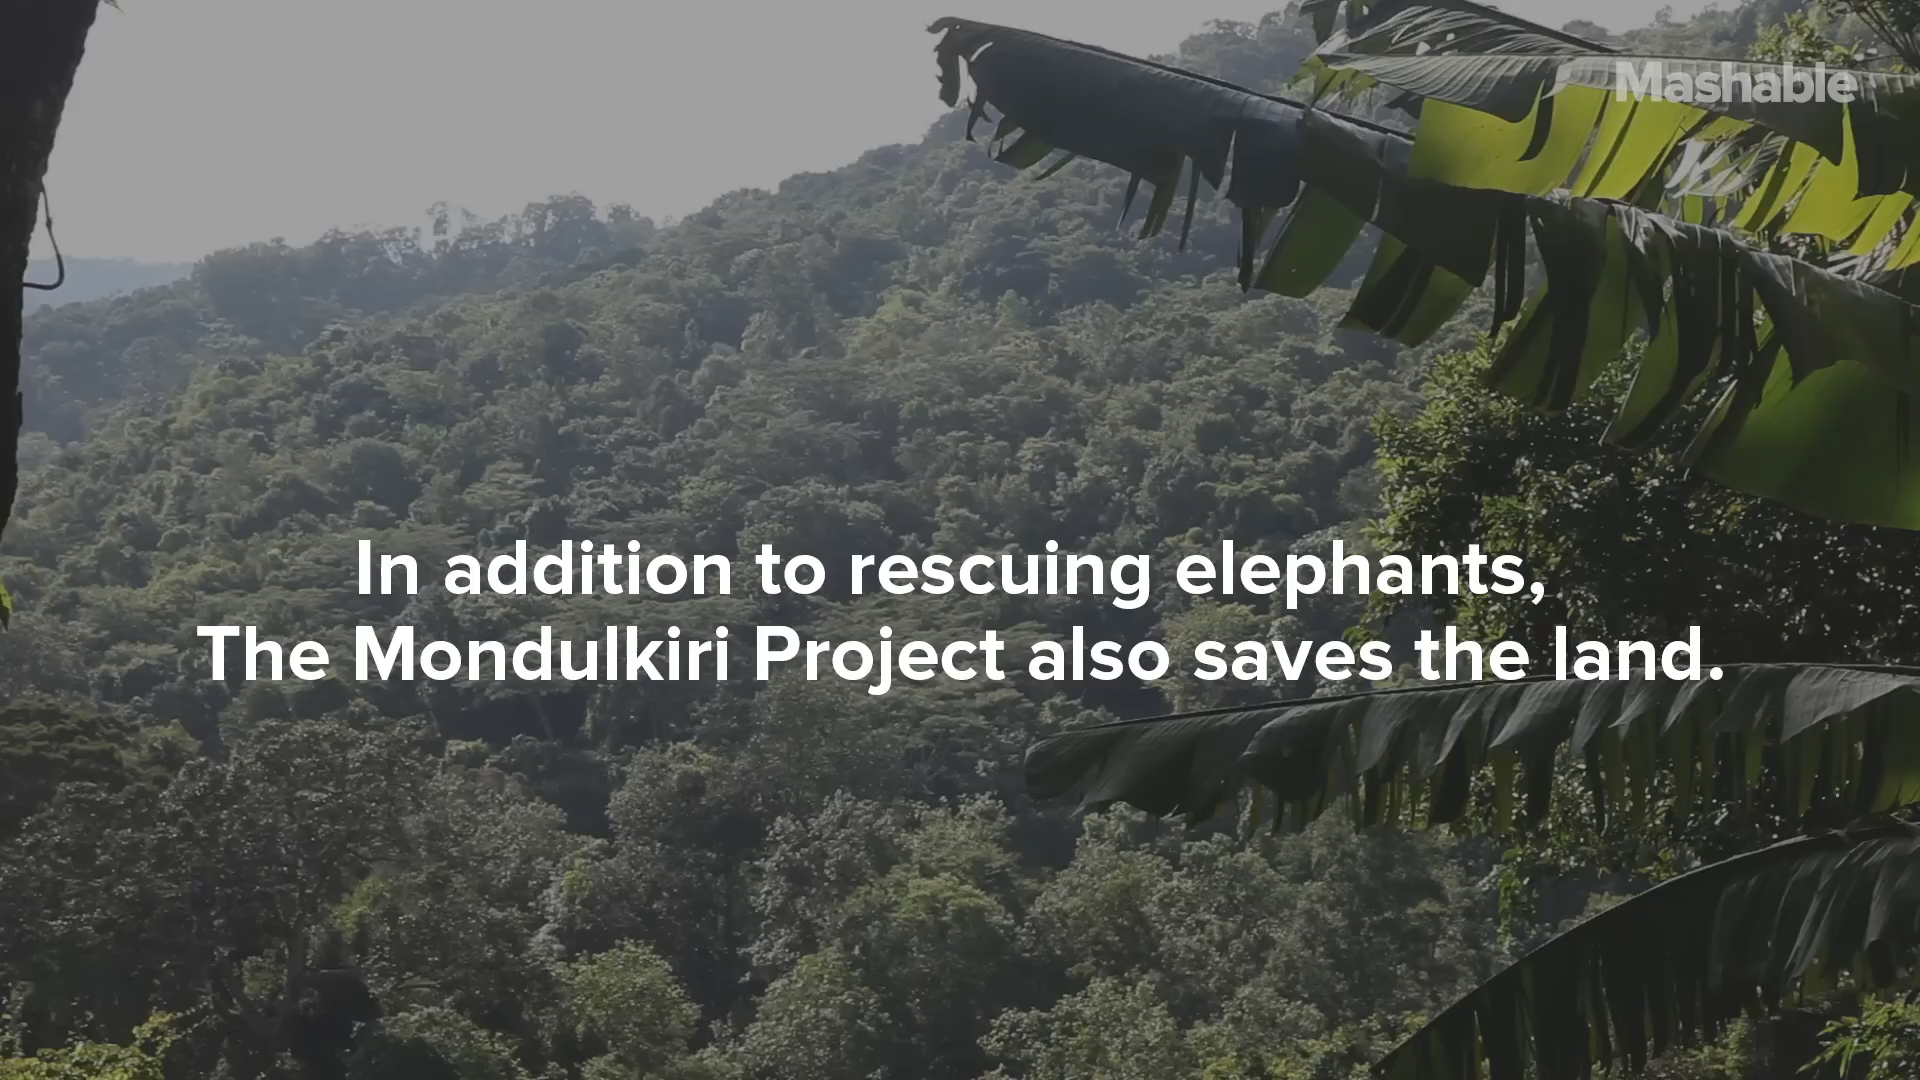 Mashable
In addition to rescuing elephants,
The Mondulkiri Project also saves the land.